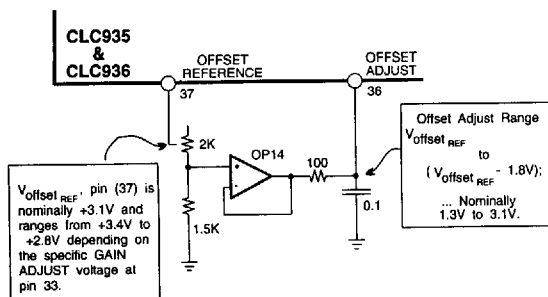 CLC935
&
CLC936
OFFSET
REFERENCE
OFFSET
ADJUST
37
36
2K
OP14
100
0.1
1.5K
Voffset REF, pin (37) is
nominally +3.1V and
ranges from +3.4V to
+2.8V depending on
the specific GAIN
ADJUST voltage at
pin 33.
Offset Adjust Range
Voffset REF
to
(Voffset REF - 1.8V);
... Nominally
1.3V to 3.1V.